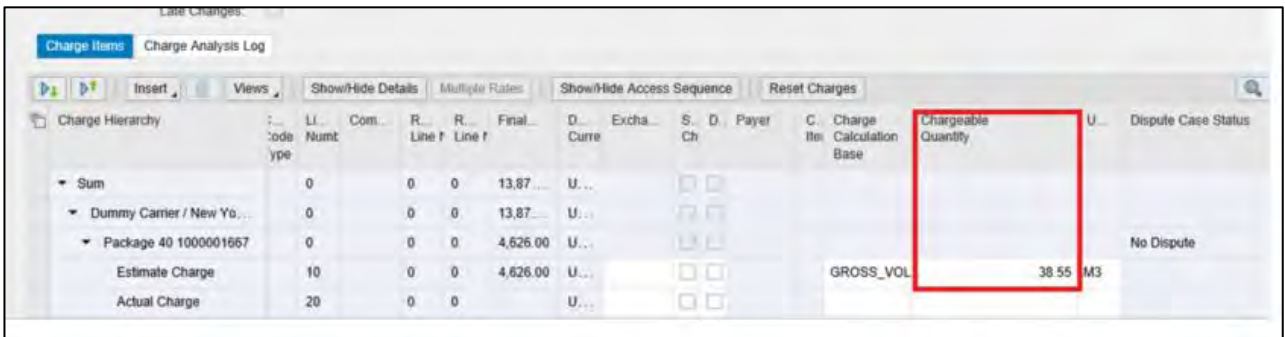 Late Changes:
Charge Items Charge Analysis Log
Insert Views Show/Hide Details Multiple Rates Show/Hide Access Sequence Reset Charges
Charge Hierarchy :... Li... Com... R... R... Final... D... Excha... S... D... Payer C... Charge Chargeable U... Dispute Case Status
Code Numb Line N Line N Curre Ch Ite Calculation Quantity
ype Base
Sum 0 0 0 13,87... U...
Dummy Carrier / New Yo... 0 0 0 13,87... U...
Package 40 1000001667 0 0 0 4,626.00 U... No Dispute
Estimate Charge 10 0 0 4,626.00 U... GROSS_VOL 38.55 M3
Actual Charge 20 0 0 U...